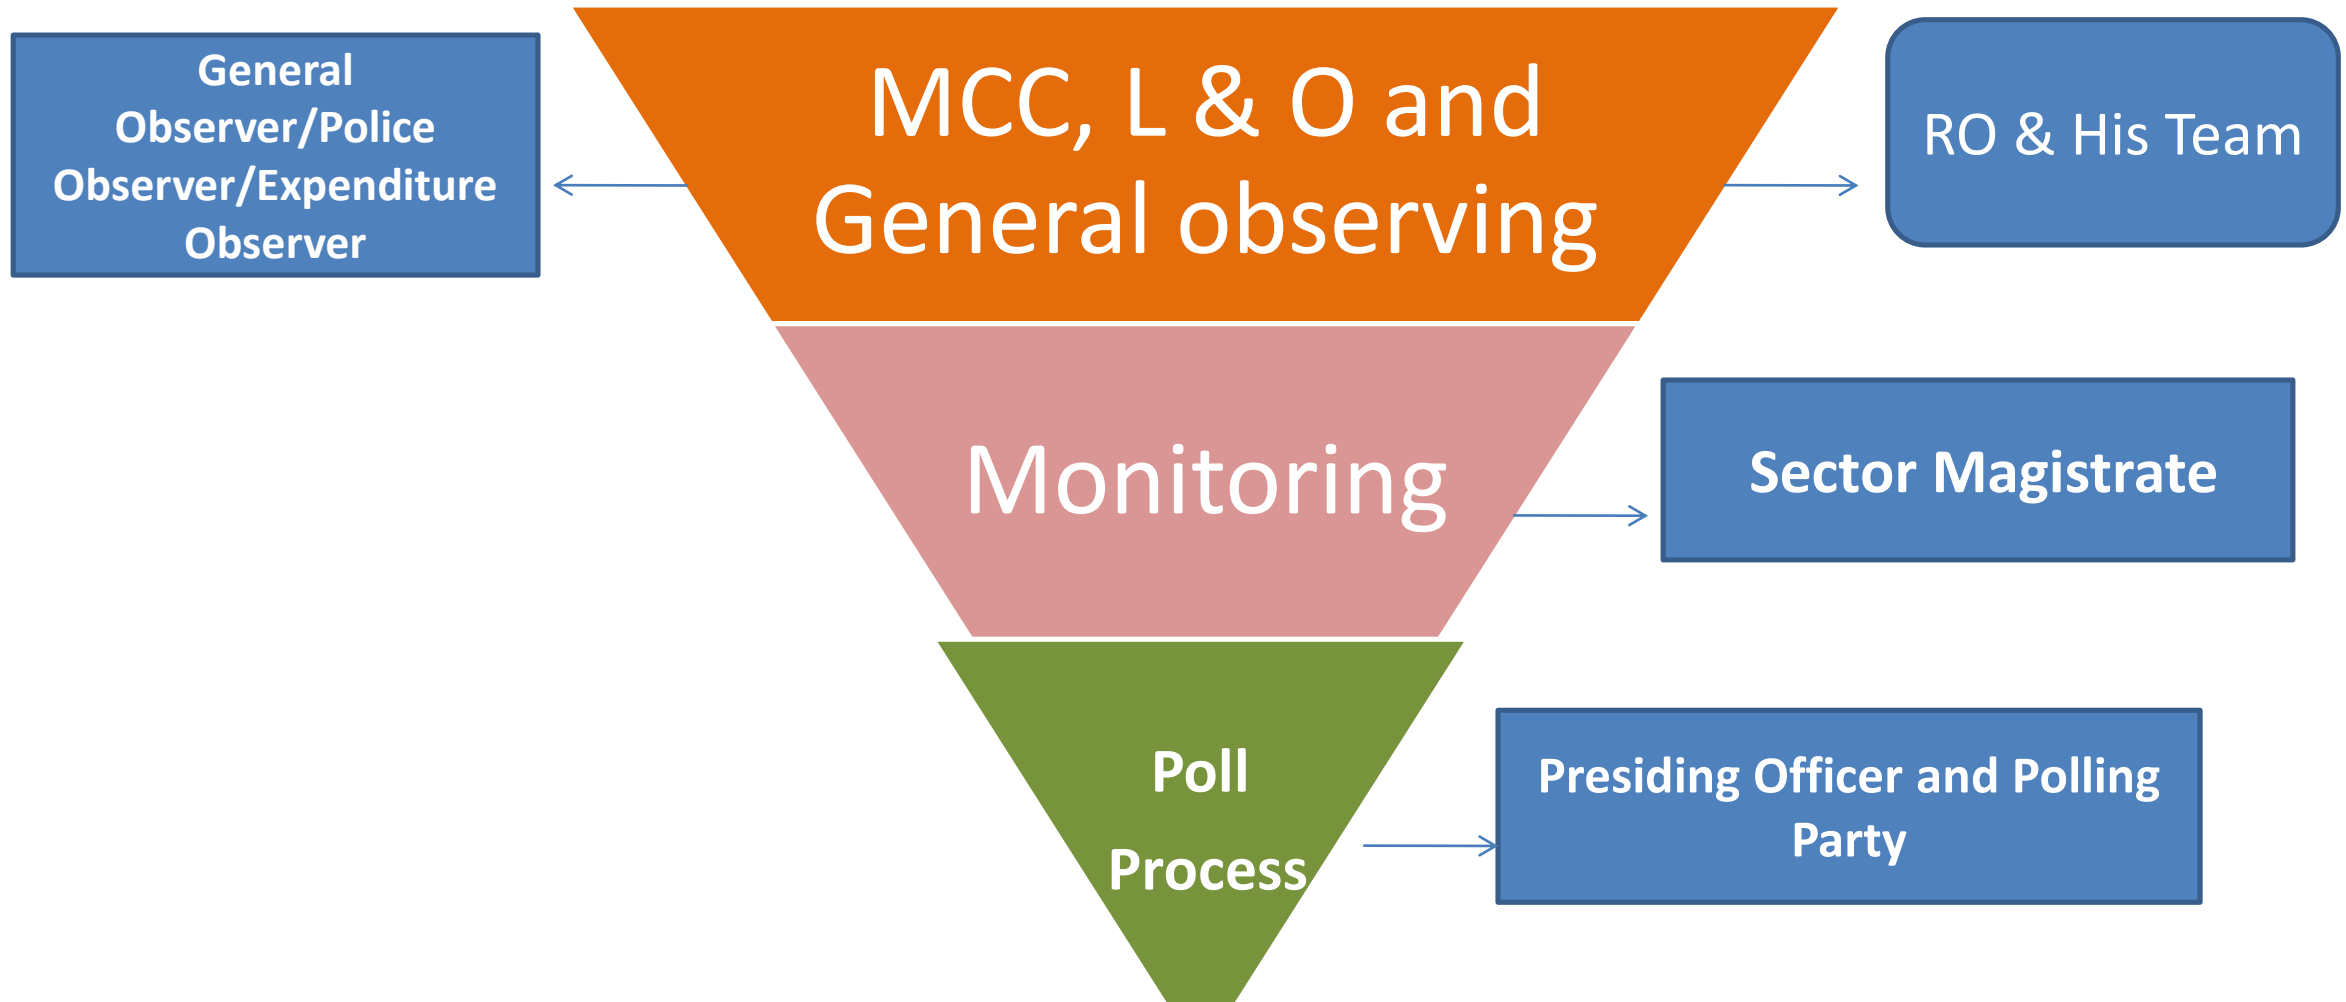 General
Observer/Police
Observer/Expenditure
Observer
MCC, L & O and
General observing
RO & His Team
Monitoring
Sector Magistrate
Poll
Process
Presiding Officer and Polling
Party